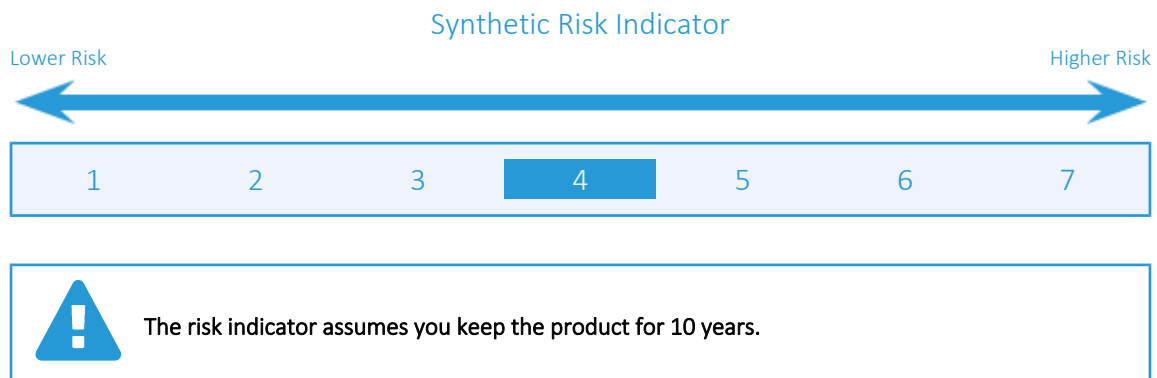 Synthetic Risk Indicator
Lower Risk Higher Risk
1 2 3 4 5 6 7
The risk indicator assumes you keep the product for 10 years.